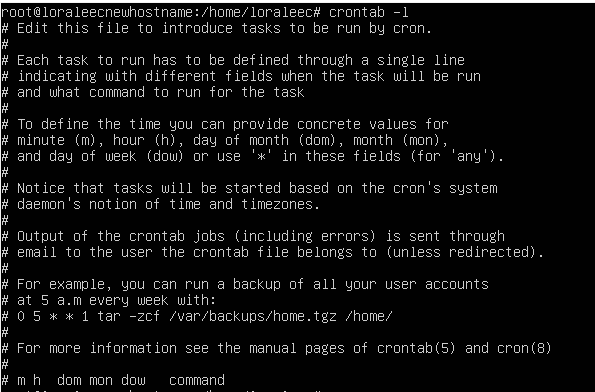 root@loraleecnewhostname:/home/loraleec# crontab -l
# Edit this file to introduce tasks to be run by cron.
#
# Each task to run has to be defined through a single line
# indicating with different fields when the task will be run
# and what command to run for the task
#
# To define the time you can provide concrete values for
# minute (m), hour (h), day of month (dom), month (mon),
# and day of week (dow) or use '*' in these fields (for 'any').
#
# Notice that tasks will be started based on the cron's system
# daemon's notion of time and timezones.
#
# Output of the crontab jobs (including errors) is sent through
# email to the user the crontab file belongs to (unless redirected).
#
# For example, you can run a backup of all your user accounts
# at 5 a.m every week with:
# 0 5 * * 1 tar -zcf /var/backups/home.tgz /home/
#
# For more information see the manual pages of crontab(5) and cron(8)
#
# m h  dom mon dow   command